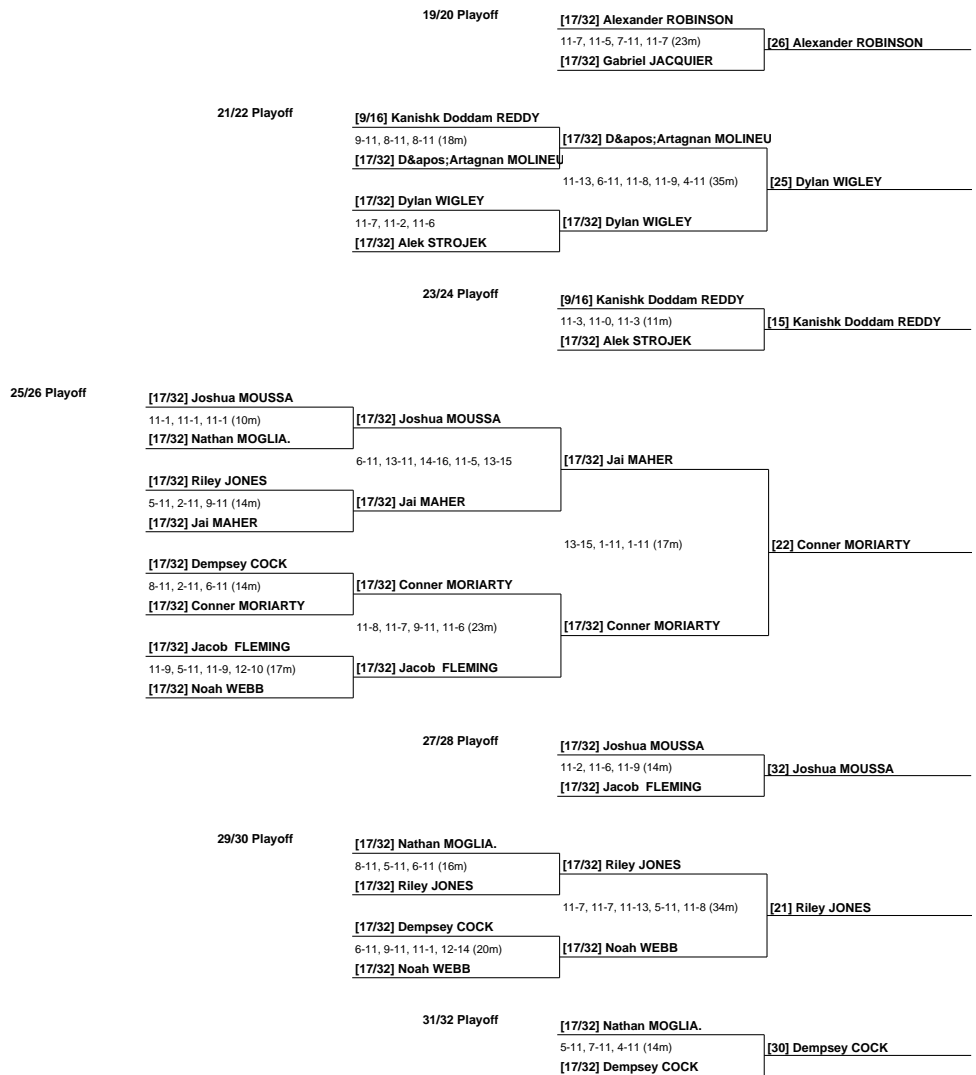 19/20 Playoff
[17/32] Alexander ROBINSON
11-7, 11-5, 7-11, 11-7 (23m)
[26] Alexander ROBINSON
[17/32] Gabriel JACQUIER
21/22 Playoff
[9/16] Kanishk Doddam REDDY
9-11, 8-11, 8-11 (18m)
[17/32] D&apos;Artagnan MOLINEU
[17/32] D&apos;Artagnan MOLINEU
11-13, 6-11, 11-8, 11-9, 4-11 (35m)
[25] Dylan WIGLEY
[17/32] Dylan WIGLEY
11-7, 11-2, 11-6
[17/32] Dylan WIGLEY
[17/32] Alek STROJEK
23/24 Playoff
[9/16] Kanishk Doddam REDDY
11-3, 11-0, 11-3 (11m)
[15] Kanishk Doddam REDDY
[17/32] Alek STROJEK
25/26 Playoff
[17/32] Joshua MOUSSA
11-1, 11-1, 11-1 (10m)
[17/32] Joshua MOUSSA
[17/32] Nathan MOGLIA.
6-11, 13-11, 14-16, 11-5, 13-15
[17/32] Jai MAHER
[17/32] Riley JONES
5-11, 2-11, 9-11 (14m)
[17/32] Jai MAHER
[17/32] Jai MAHER
13-15, 1-11, 1-11 (17m)
[22] Conner MORIARTY
[17/32] Dempsey COCK
8-11, 2-11, 6-11 (14m)
[17/32] Conner MORIARTY
[17/32] Conner MORIARTY
11-8, 11-7, 9-11, 11-6 (23m)
[17/32] Conner MORIARTY
[17/32] Jacob  FLEMING
11-9, 5-11, 11-9, 12-10 (17m)
[17/32] Jacob  FLEMING
[17/32] Noah WEBB
27/28 Playoff
[17/32] Joshua MOUSSA
11-2, 11-6, 11-9 (14m)
[32] Joshua MOUSSA
[17/32] Jacob  FLEMING
29/30 Playoff
[17/32] Nathan MOGLIA.
8-11, 5-11, 6-11 (16m)
[17/32] Riley JONES
[17/32] Riley JONES
11-7, 11-7, 11-13, 5-11, 11-8 (34m)
[21] Riley JONES
[17/32] Dempsey COCK
6-11, 9-11, 11-1, 12-14 (20m)
[17/32] Noah WEBB
[17/32] Noah WEBB
31/32 Playoff
[17/32] Nathan MOGLIA.
5-11, 7-11, 4-11 (14m)
[30] Dempsey COCK
[17/32] Dempsey COCK